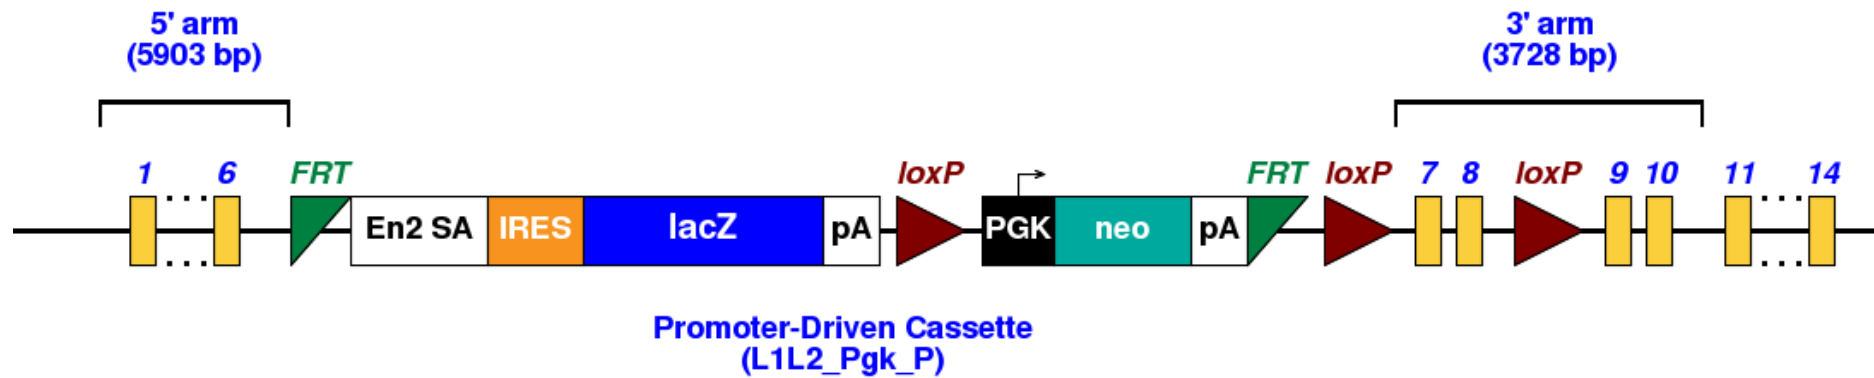 5' arm
(5903 bp)
3' arm
(3728 bp)
1 6 FRT loxP FRT loxP 7 8 loxP 9 10 11 14
En2 SA IRES lacZ pA PGK neo pA
Promoter-Driven Cassette
(L1L2_Pgk_P)